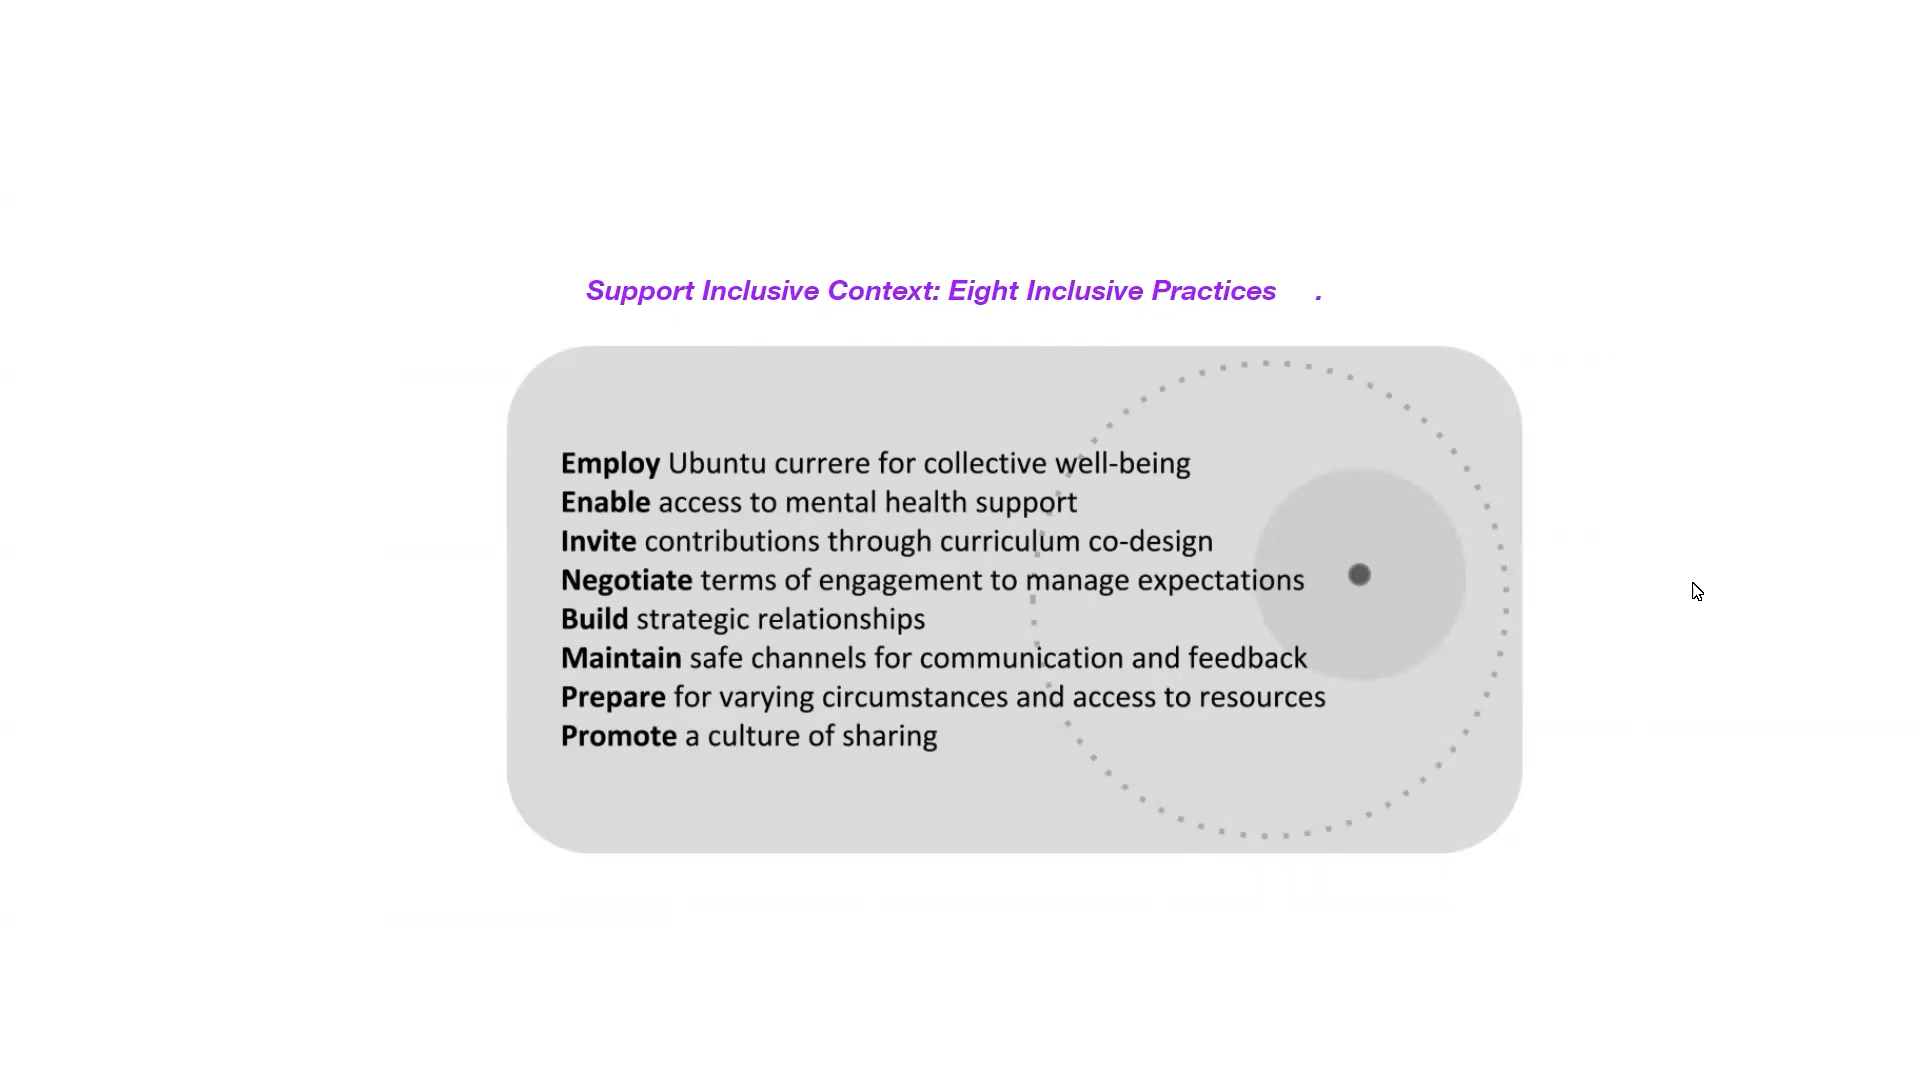 Support Inclusive Context: Eight Inclusive Practices .
Employ Ubuntu currere for collective well-being
Enable access to mental health support
Invite contributions through curriculum co-design
Negotiate terms of engagement to manage expectations
Build strategic relationships
Maintain safe channels for communication and feedback
Prepare for varying circumstances and access to resources
Promote a culture of sharing